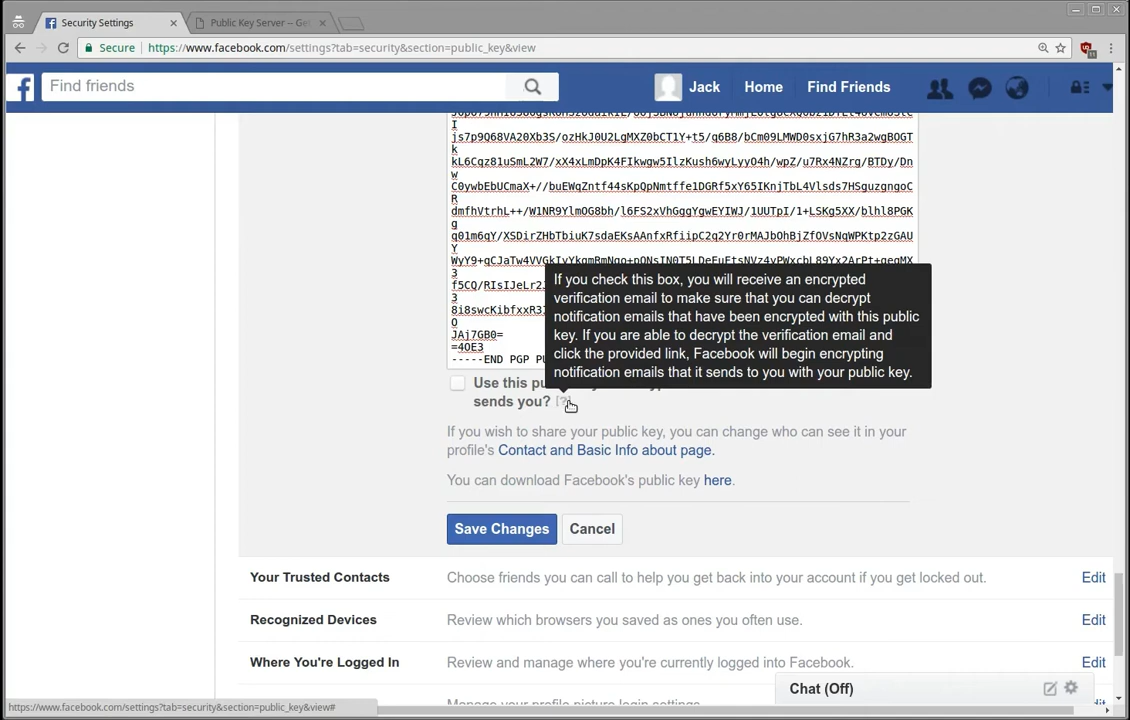 Security Settings
Public Key Server -- Get
Secure
https://www.facebook.com/settings?tab=security&section=public_key&view
Find friends
Jack
Home
Find Friends
I
js7p9Q68VA20Xb3S/ozHkJ0U2LgMXZ0bCT1Y+t5/q6B8/bCm09LMWD0sxjG7hR3a2wgBOGT
k
kL6Cqz81uSmL2W7/xX4xLmDpK4FIkwgw5IlzKush6wyLyyO4h/wpZ/u7Rx4NZrg/BTDy/Dn
w
C0ywbEbUCmaX+//buEWqZntf44sKpQpNmtffe1DGRf5xY65IKnjTbL4Vlsds7HSguzgngoC
R
dmfhVtrhL++/W1NR9YlmOG8bh/l6FS2xVhGggYgwEYIWJ/1UUTpI/1+LSKg5XX/blhl8PGK
g
q01m6qY/XSDirZHbTbiuK7sdaEKsAAnfxRfiipC2q2Yr0rMAJbOhBjZfOVsNqWPKtp2zGAU
Y
3
f5CQ/RIsIJeLr2
3
8i8swcKibfxxR3
O
JAj7GB0=
=4OE3
-----END PGP PU
If you check this box, you will receive an encrypted
verification email to make sure that you can decrypt
notification emails that have been encrypted with this public
key. If you are able to decrypt the verification email and
click the provided link, Facebook will begin encrypting
notification emails that it sends to you with your public key.
Use this pu
sends you? [?]
If you wish to share your public key, you can change who can see it in your
profile's Contact and Basic Info about page.
You can download Facebook's public key here.
Save Changes
Cancel
Your Trusted Contacts
Choose friends you can call to help you get back into your account if you get locked out.
Edit
Recognized Devices
Review which browsers you saved as ones you often use.
Edit
Where You're Logged In
Review and manage where you're currently logged into Facebook.
Edit
Chat (Off)
https://www.facebook.com/settings?tab=security&section=public_key&view#